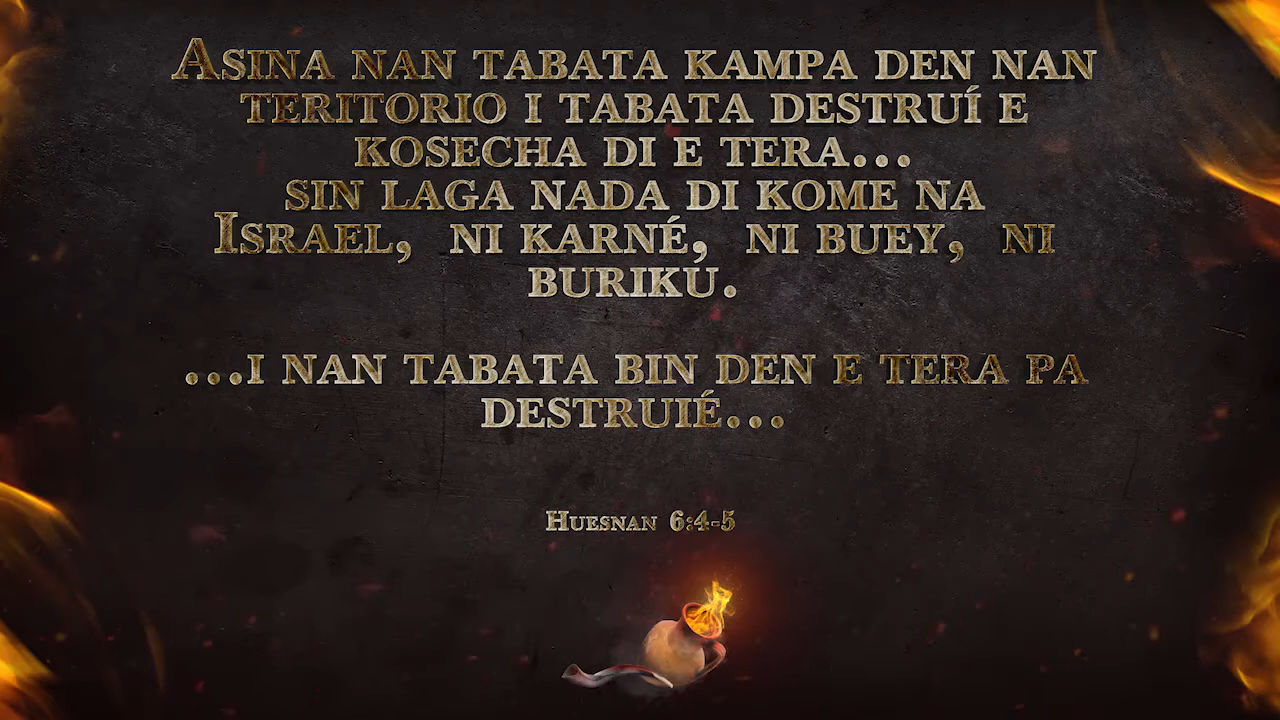 Asina nan tabata kampa den nan
teritorio i tabata destruí e
kosecha di e tera...
sin laga nada di kome na
Israel, ni karné, ni buey, ni
buriku.
...i nan tabata bin den e tera pa
destruié...
Huesnan 6:4-5